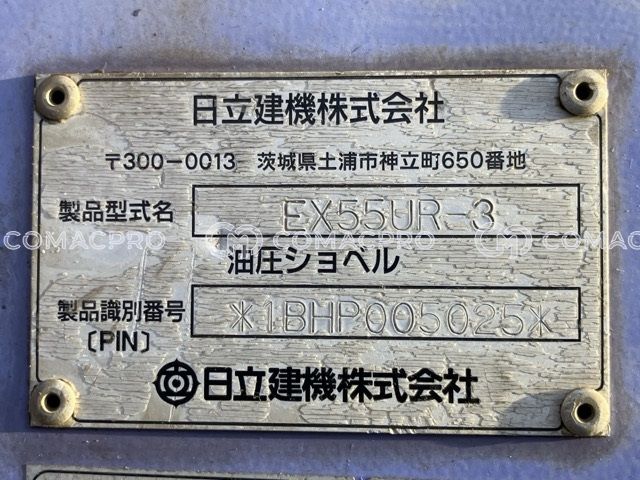 日立建機株式会社
〒300-0013 茨城県土浦市神立町650番地
製品型式名 EX55UR-3
油圧ショベル
製品識別番号 *1BHP005025*
〔PIN〕
日立建機株式会社
COMACPRO COMACPRO COMACPRO